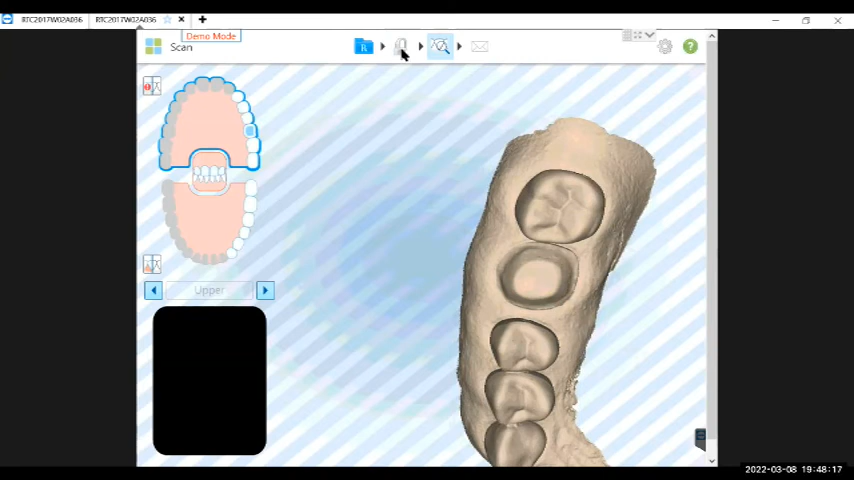 RTC2017W02A036
RTC2017W02A036
Demo Mode
Scan
R
?
Upper
2022-03-08 19:48:17